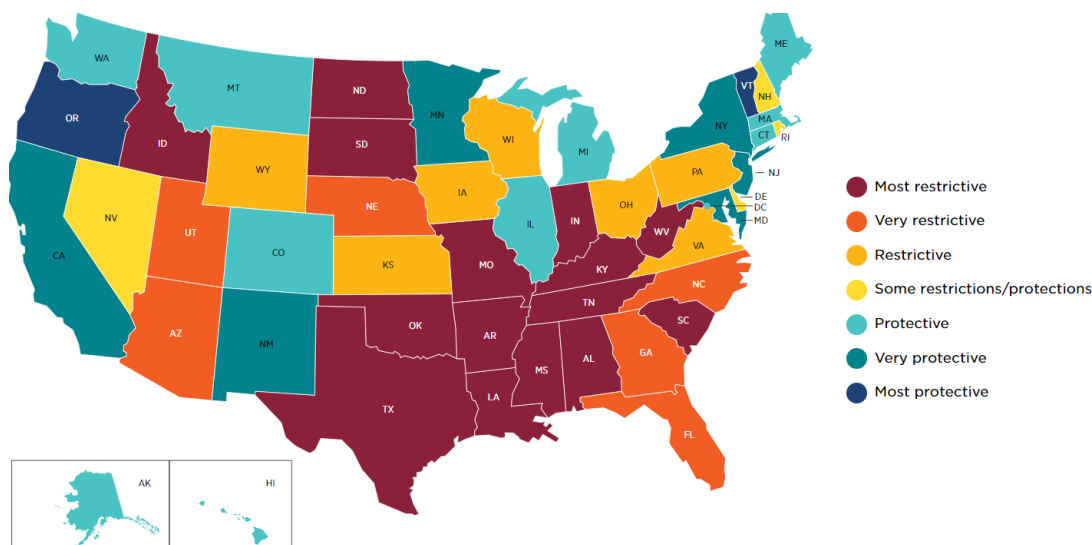 WA
MT
ND
MN
ME
VT
NH
OR
ID
SD
WI
NY
MA
CT
RI
WY
MI
IA
PA
NJ
NV
NE
OH
DE
DC
MD
UT
IL
IN
WV
VA
CA
CO
KS
MO
KY
NC
AZ
NM
OK
TN
AR
SC
MS
AL
GA
TX
LA
FL
AK
HI
Most restrictive
Very restrictive
Restrictive
Some restrictions/protections
Protective
Very protective
Most protective